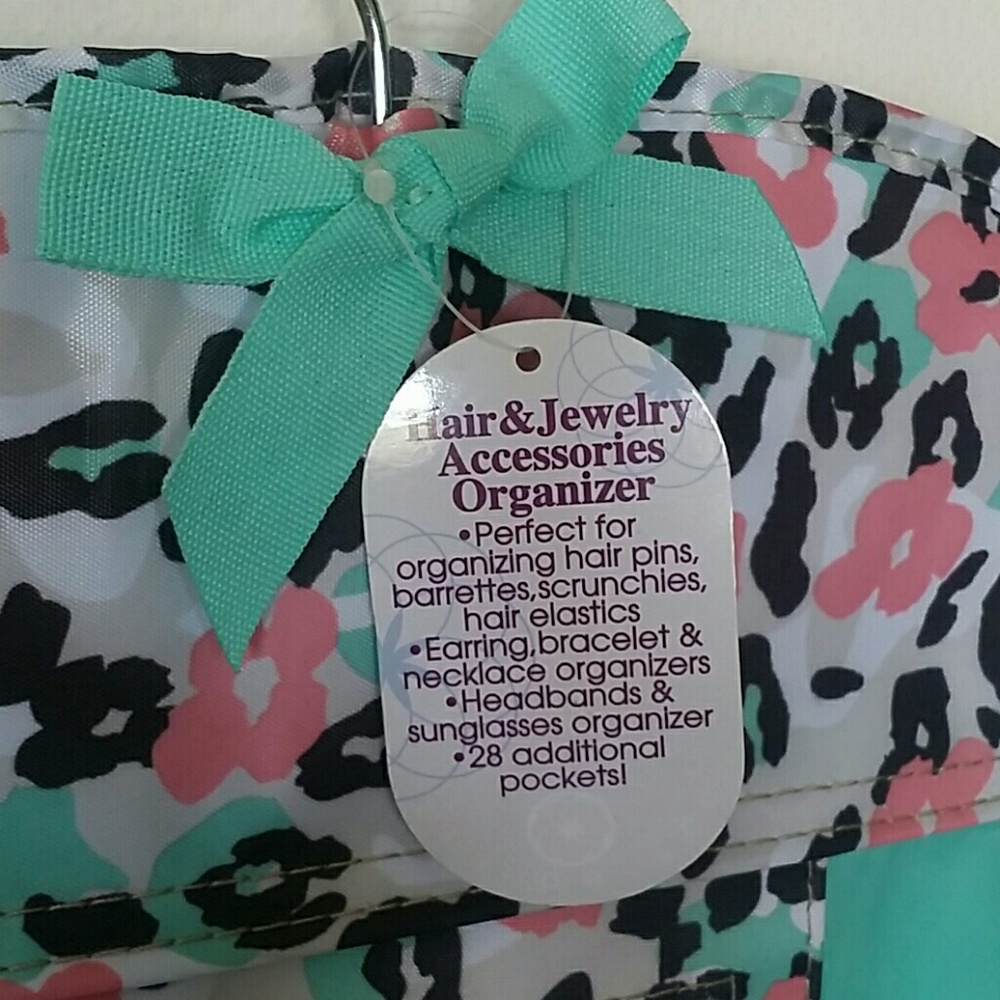 Hair & Jewelry
Accessories
Organizer
•Perfect for
organizing hair pins,
barrettes,scrunchies,
hair elastics
•Earring,bracelet &
necklace organizers
•Headbands &
sunglasses organizer
•28 additional
pockets!